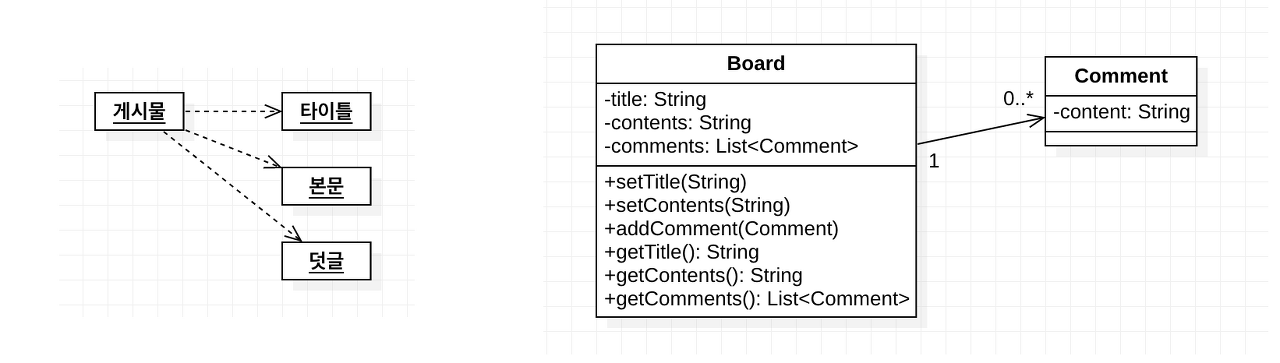 게시물
타이틀
본문
덧글
Board
-title: String
-contents: String
-comments: List<Comment>
+setTitle(String)
+setContents(String)
+addComment(Comment)
+getTitle(): String
+getContents(): String
+getComments(): List<Comment>
1
0..*
Comment
-content: String